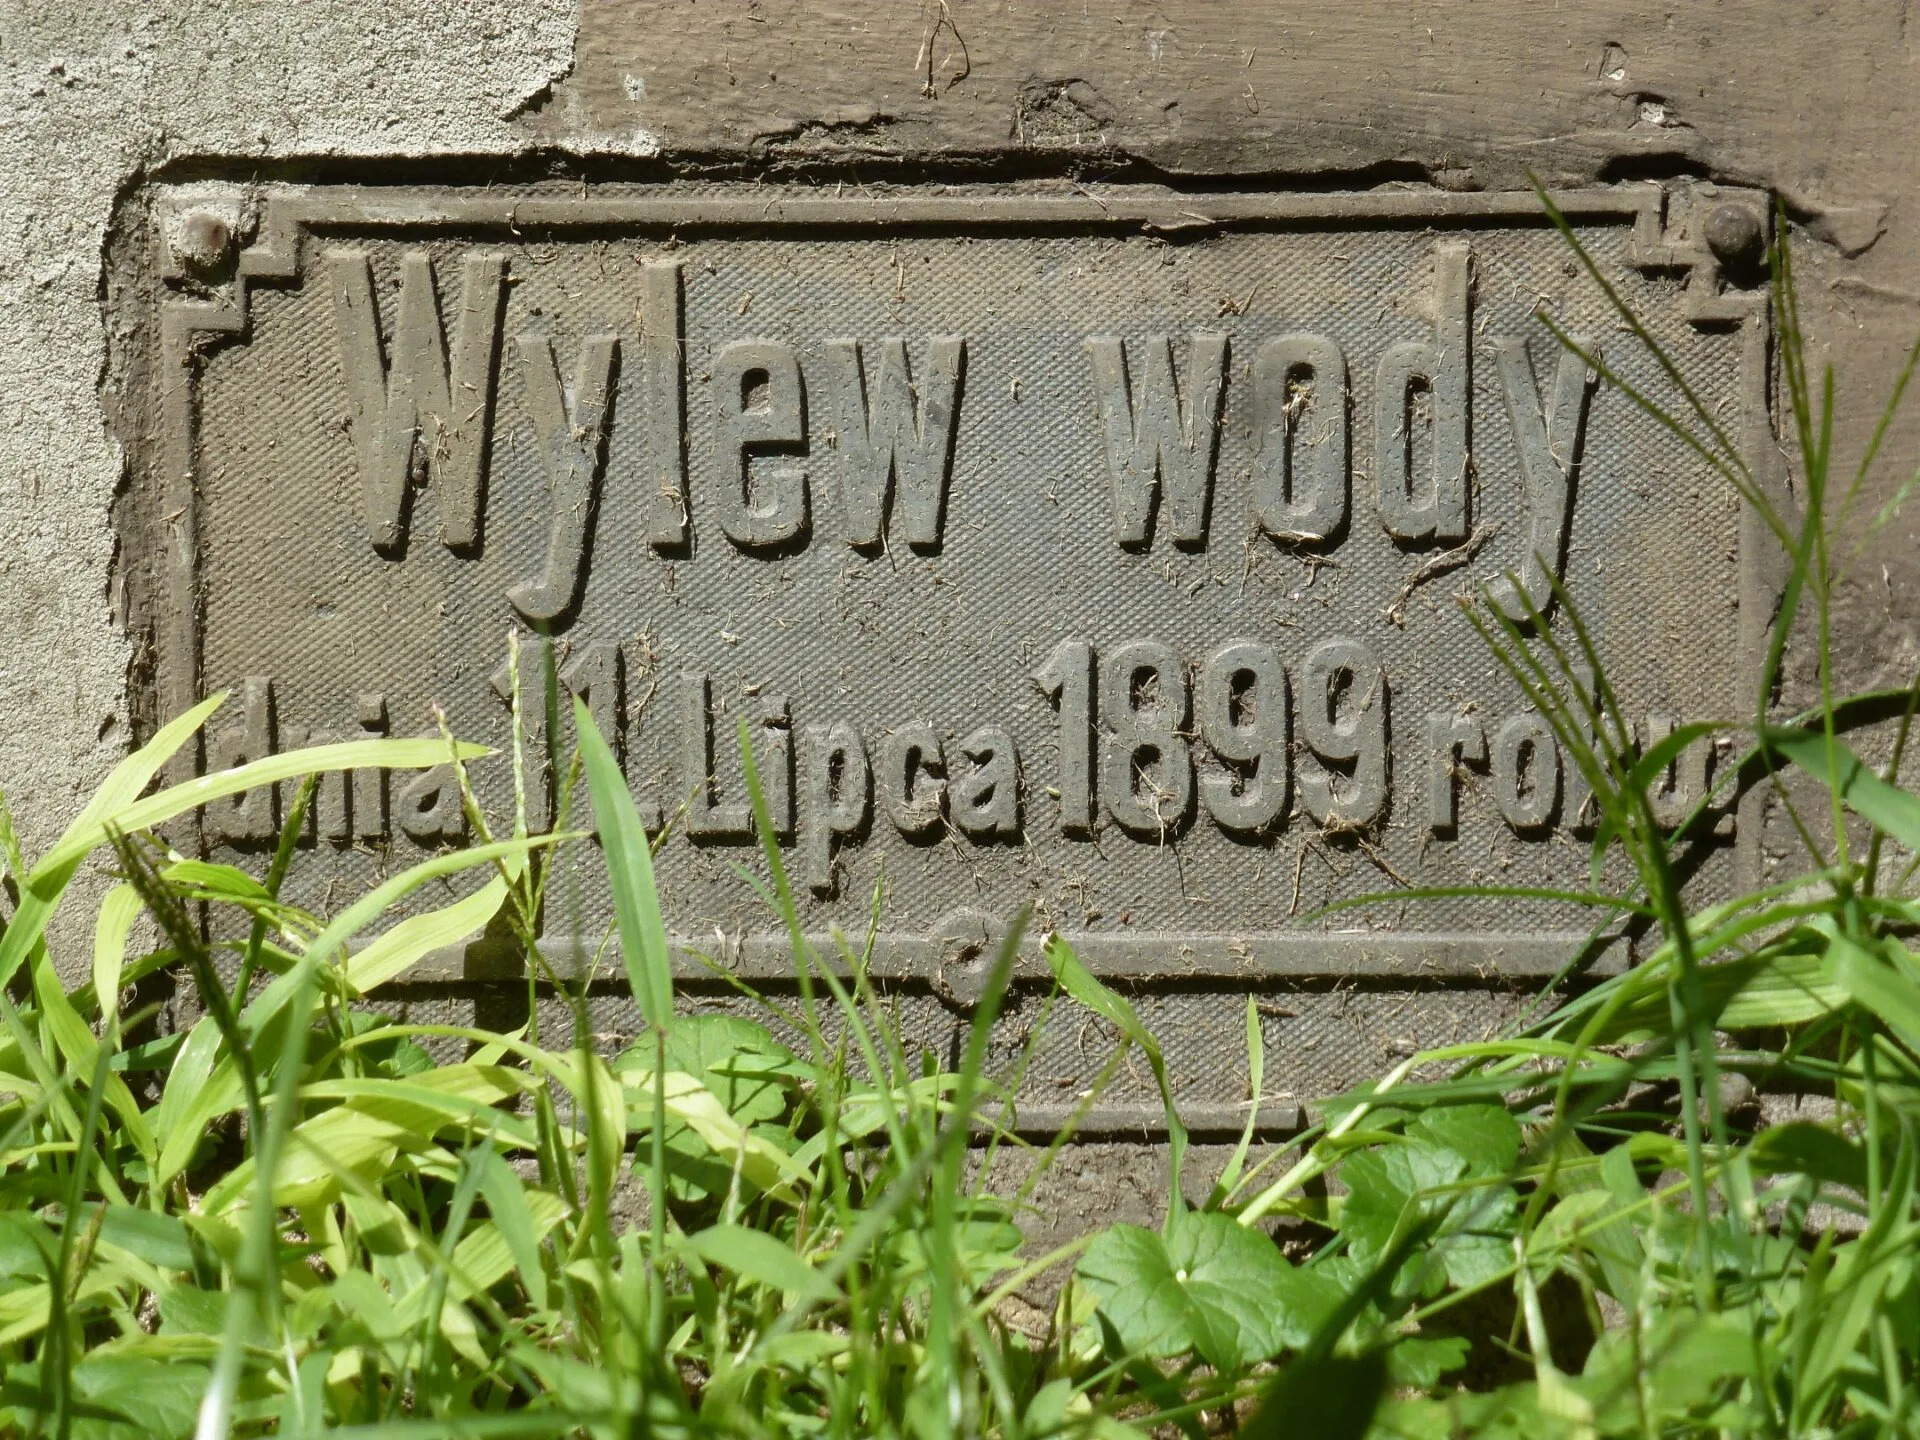 Wylew wody
dnia 11. Lipca 1899 roku.